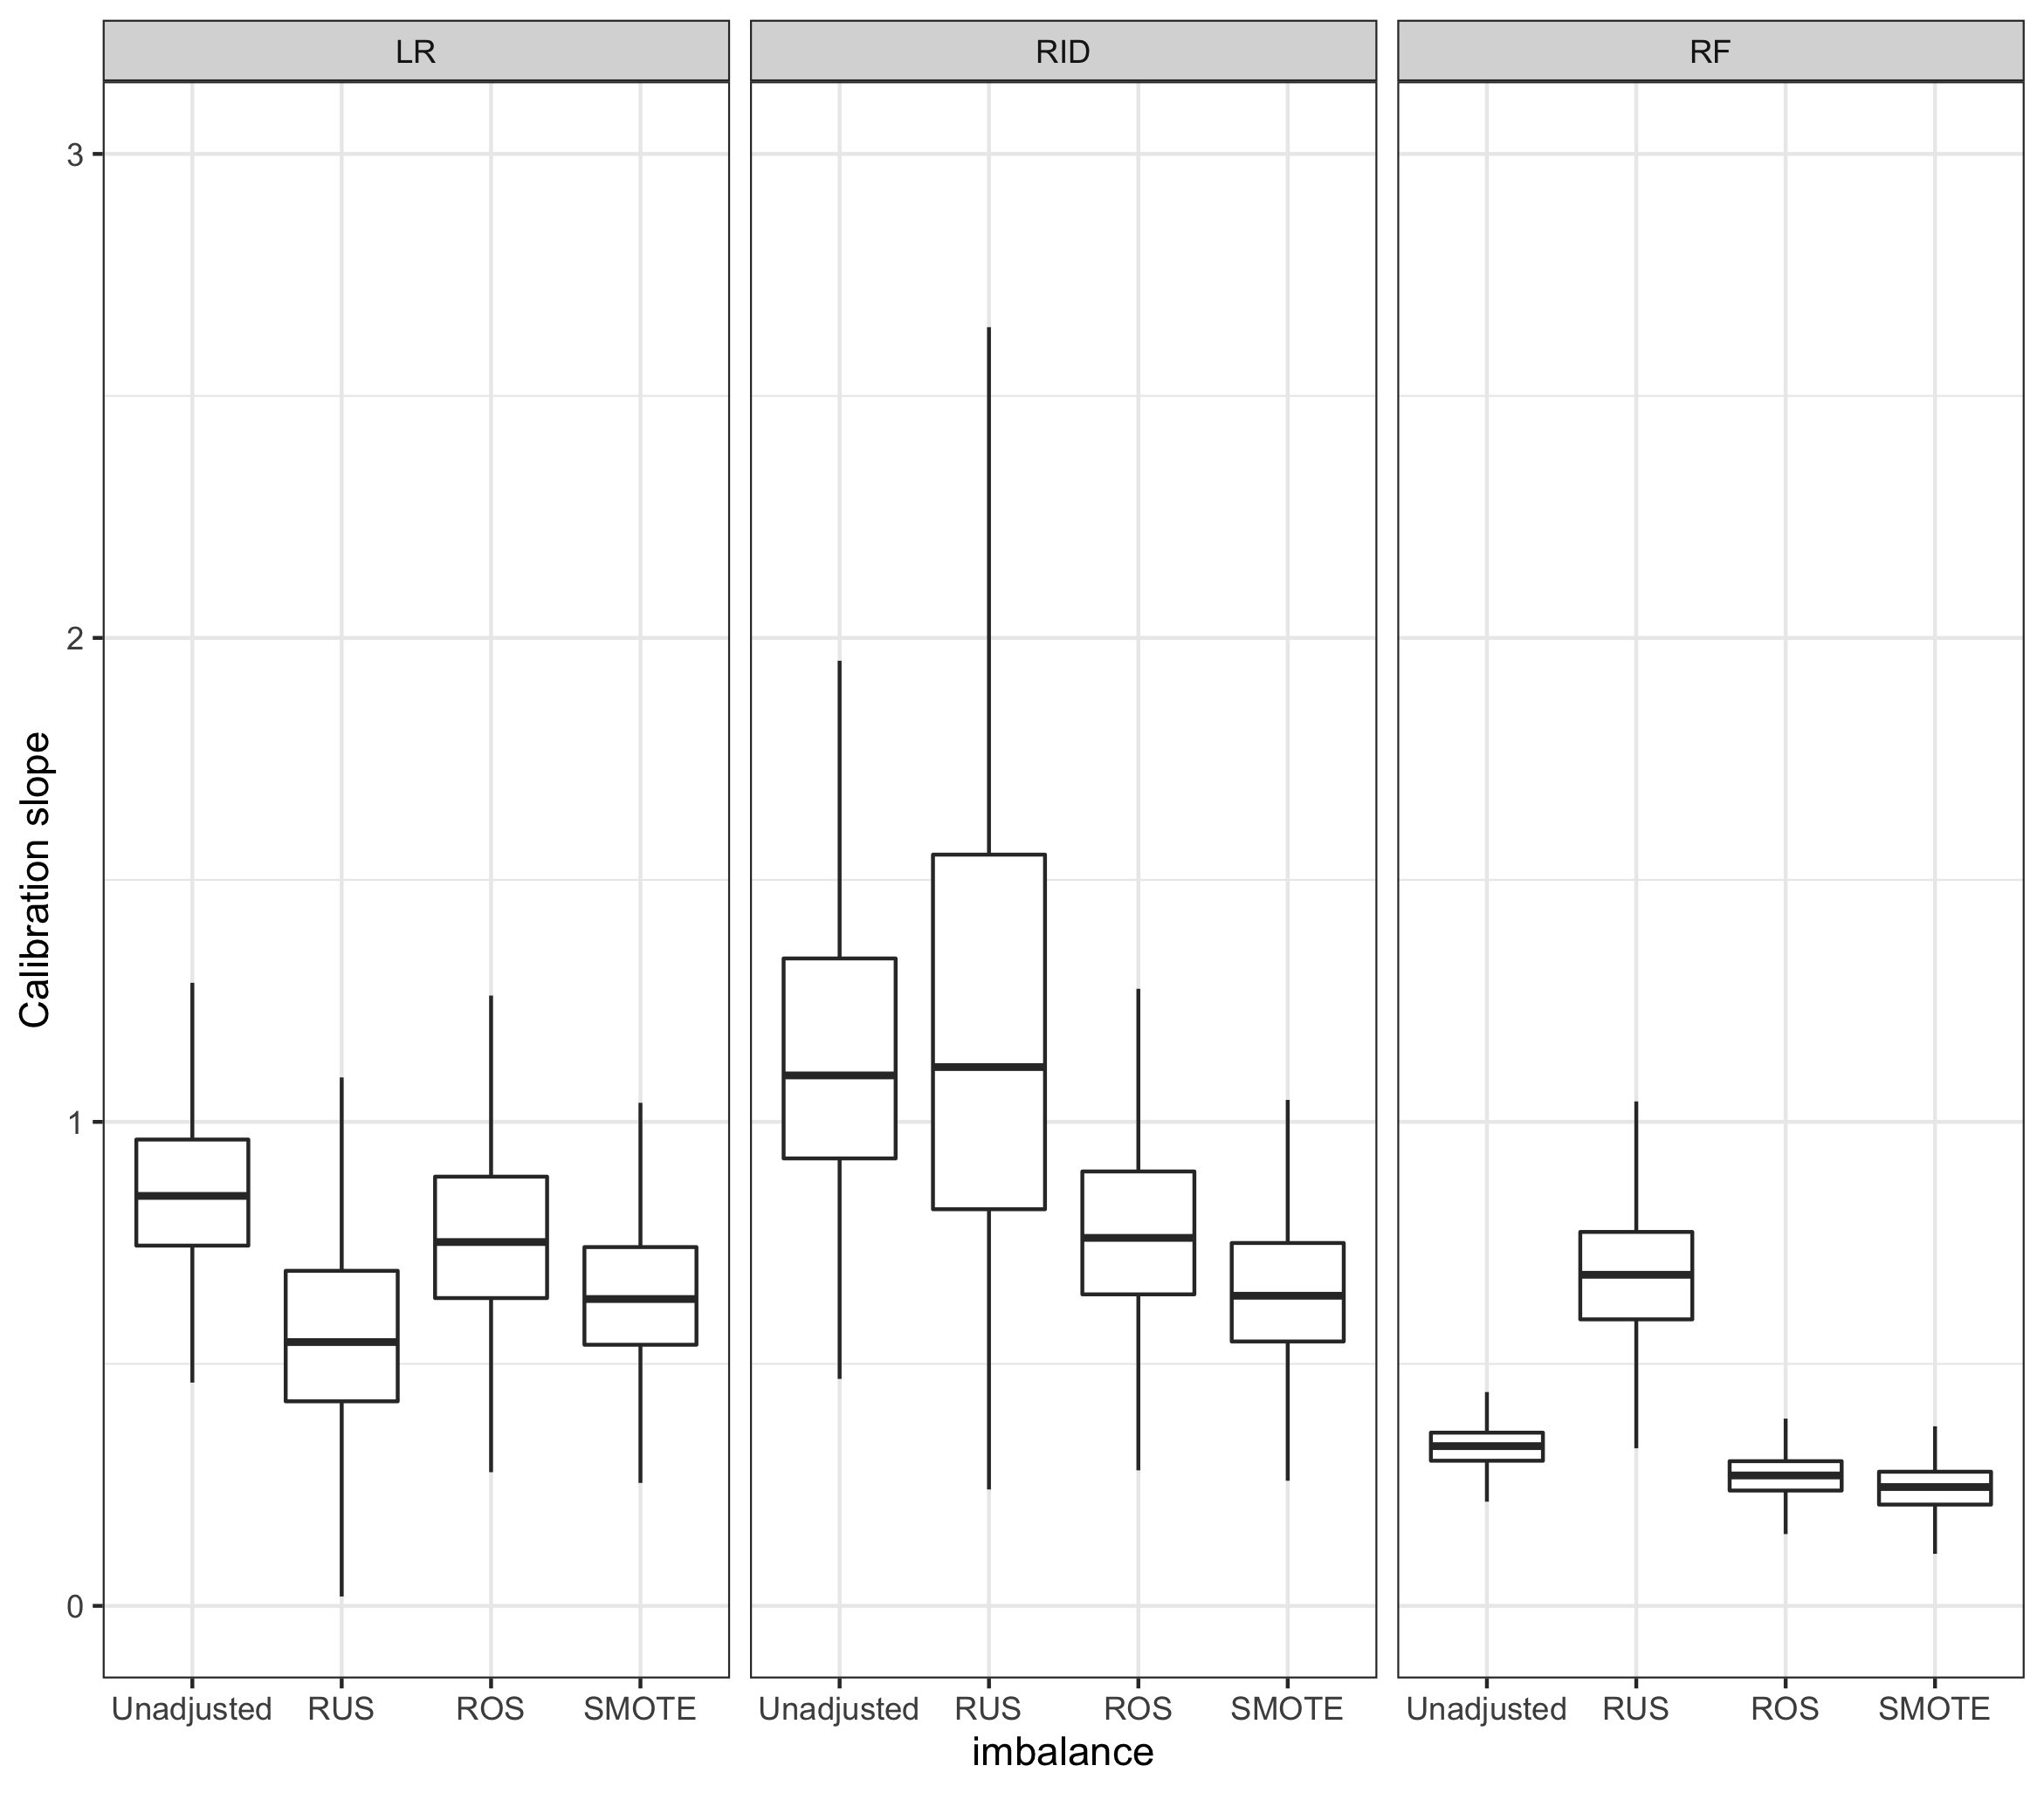 LR RID RF
3
2
1
0
Calibration slope
Unadjusted RUS ROS SMOTE Unadjusted RUS ROS SMOTE Unadjusted RUS ROS SMOTE
imbalance